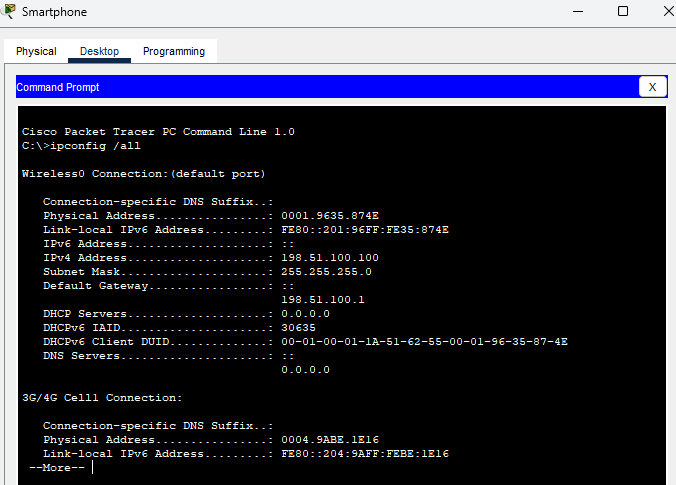 Smartphone
Physical Desktop Programming
Command Prompt X
Cisco Packet Tracer PC Command Line 1.0
C:\>ipconfig /all
Wireless0 Connection:(default port)
Connection-specific DNS Suffix..:
Physical Address................: 0001.9635.874E
Link-local IPv6 Address.........: FE80::201:96FF:FE35:874E
IPv6 Address....................: ::
IPv4 Address....................: 198.51.100.100
Subnet Mask.....................: 255.255.255.0
Default Gateway.................: ::
198.51.100.1
DHCP Servers....................: 0.0.0.0
DHCPv6 IAID.....................: 30635
DHCPv6 Client DUID..............: 00-01-00-01-1A-51-62-55-00-01-96-35-87-4E
DNS Servers.....................: ::
0.0.0.0
3G/4G Cell1 Connection:
Connection-specific DNS Suffix..:
Physical Address................: 0004.9ABE.1E16
Link-local IPv6 Address.........: FE80::204:9AFF:FEBE:1E16
--More--